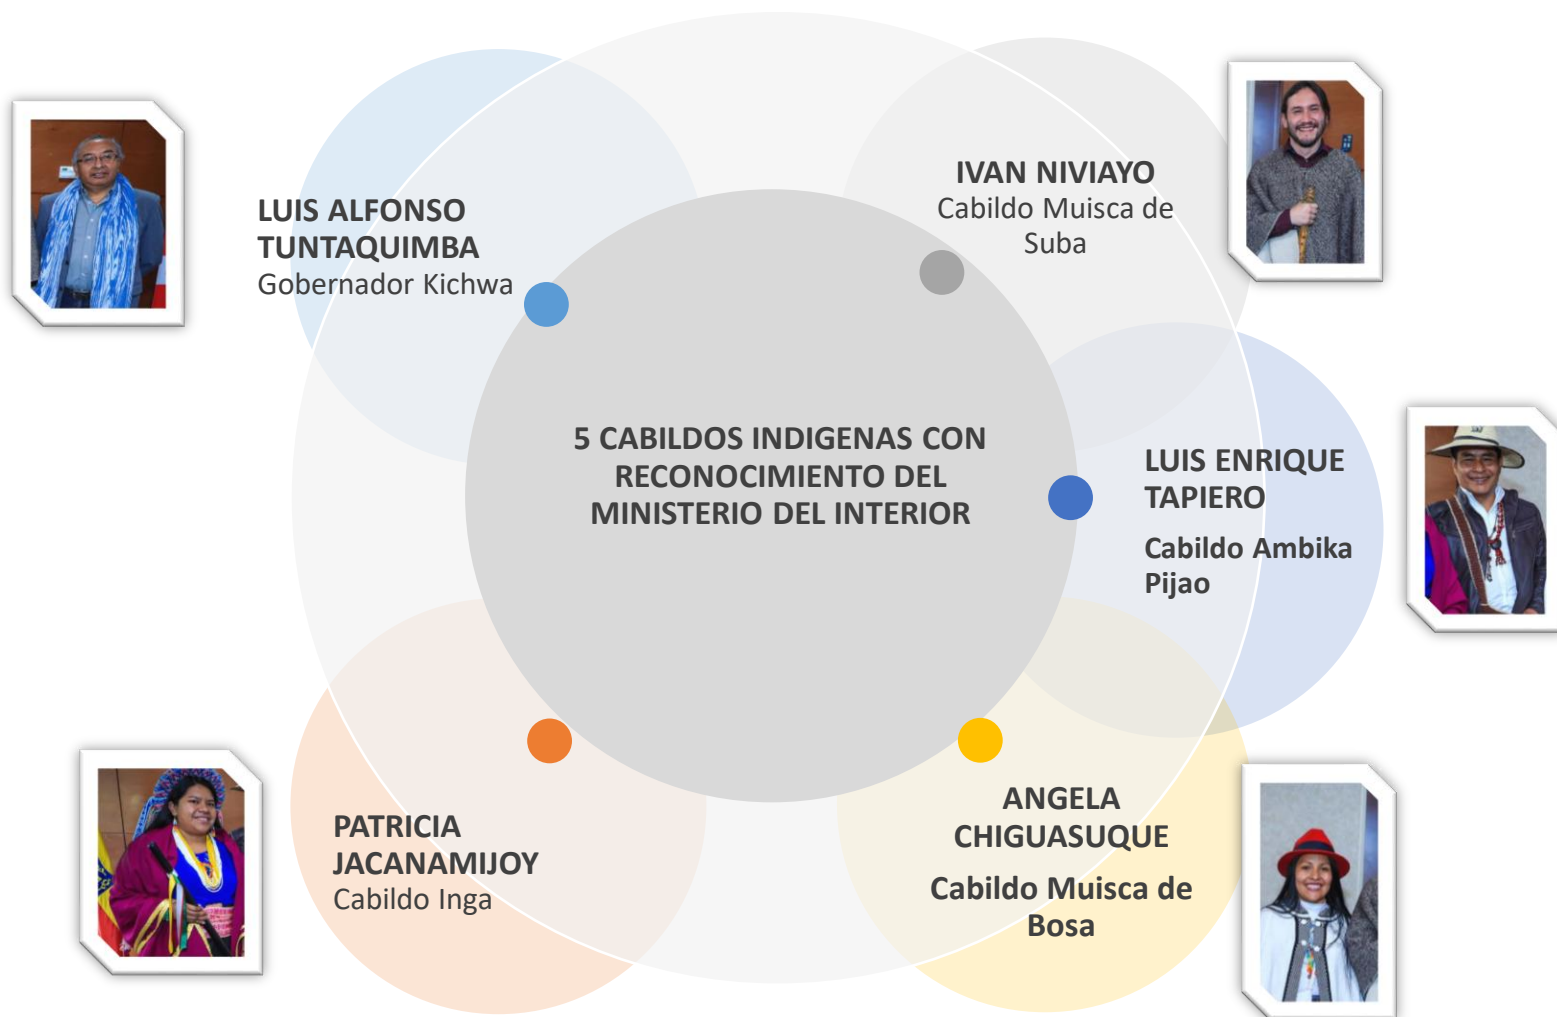 LUIS ALFONSO
TUNTAQUIMBA
Gobernador Kichwa
IVAN NIVIAYO
Cabildo Muisca de
Suba
5 CABILDOS INDIGENAS CON
RECONOCIMIENTO DEL
MINISTERIO DEL INTERIOR
LUIS ENRIQUE
TAPIERO
Cabildo Ambika
Pijao
PATRICIA
JACANAMIJOY
Cabildo Inga
ANGELA
CHIGUASUQUE
Cabildo Muisca de
Bosa